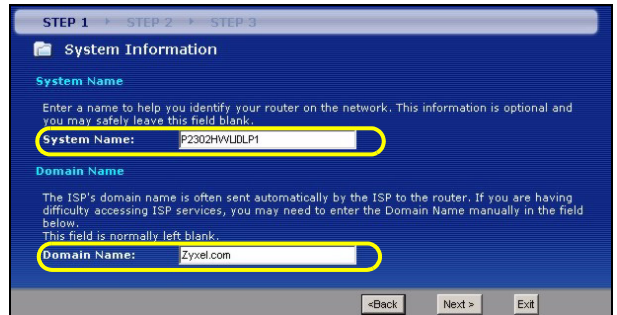 STEP 1 STEP 2 STEP 3
System Information
System Name
Enter a name to help you identify your router on the network. This information is optional and
you may safely leave this field blank.
System Name: P2302HWUDLP1
Domain Name
The ISP's domain name is often sent automatically by the ISP to the router. If you are having
difficulty accessing ISP services, you may need to enter the Domain Name manually in the field
below.
This field is normally left blank.
Domain Name: Zyxel.com
<Back Next > Exit